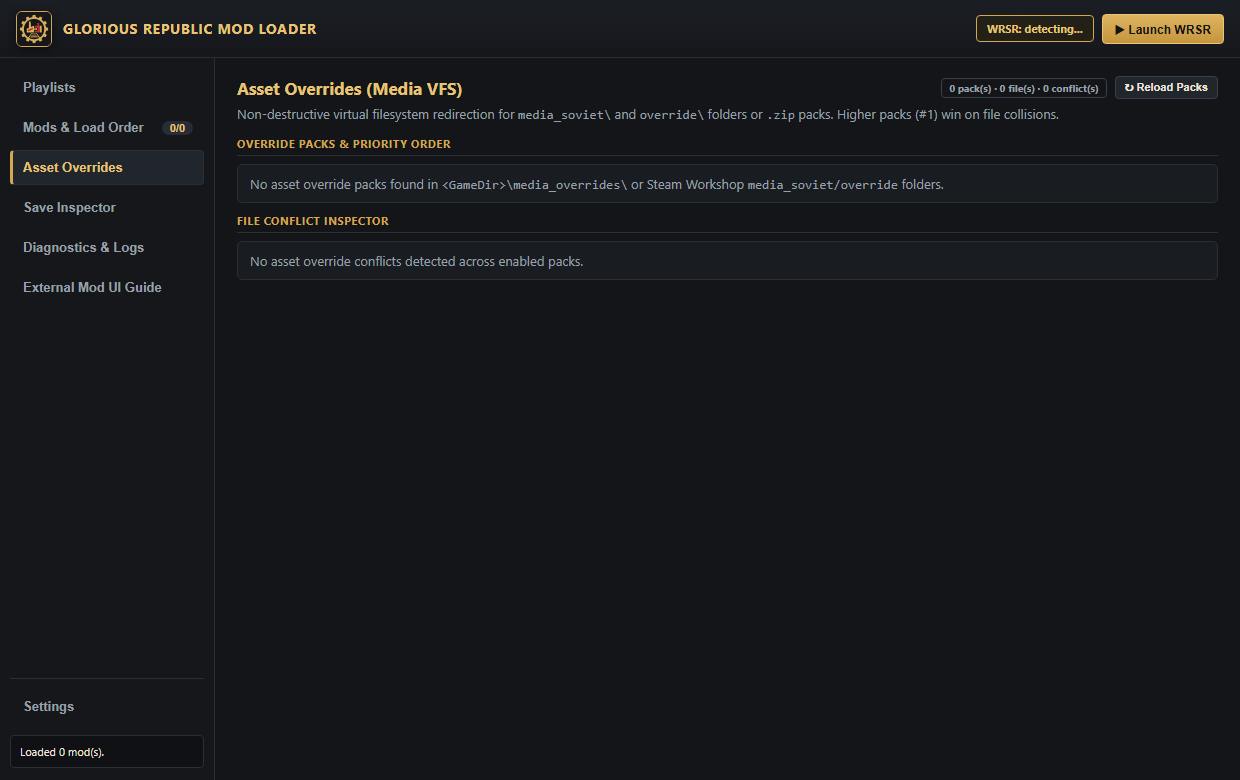 GLORIOUS REPUBLIC MOD LOADER
WRSR: detecting...
▶ Launch WRSR
Playlists
Mods & Load Order 0/0
Asset Overrides
Save Inspector
Diagnostics & Logs
External Mod UI Guide
Settings
Loaded 0 mod(s).
Asset Overrides (Media VFS)
0 pack(s) · 0 file(s) · 0 conflict(s)
↻ Reload Packs
Non-destructive virtual filesystem redirection for media_soviet\ and override\ folders or .zip packs. Higher packs (#1) win on file collisions.
OVERRIDE PACKS & PRIORITY ORDER
No asset override packs found in <GameDir>\media_overrides\ or Steam Workshop media_soviet/override folders.
FILE CONFLICT INSPECTOR
No asset override conflicts detected across enabled packs.